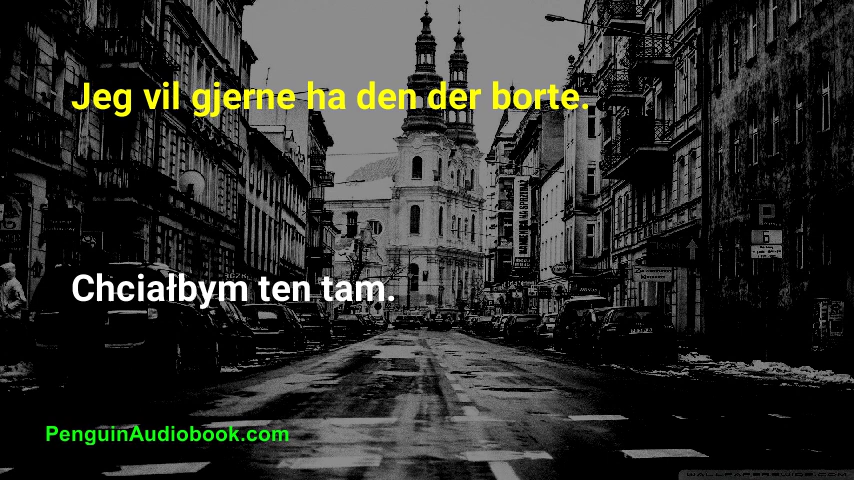 Jeg vil gjerne ha den der borte.
Chciałbym ten tam.
PenguinAudiobook.com